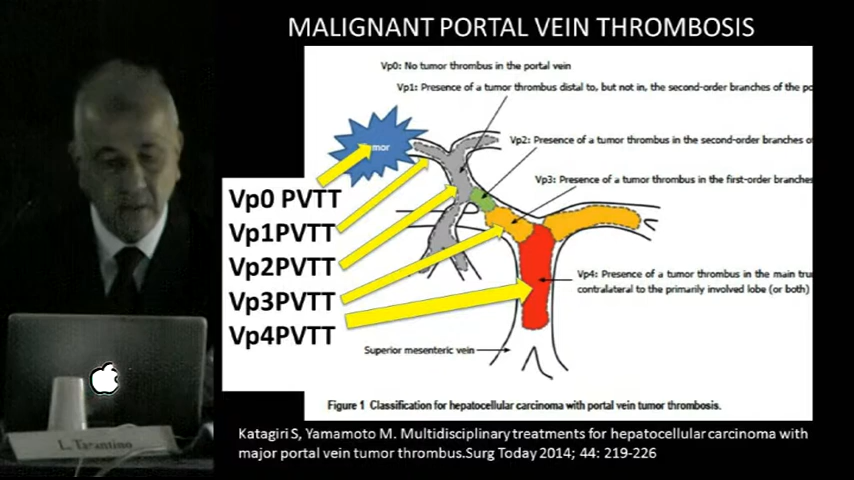 MALIGNANT PORTAL VEIN THROMBOSIS
Vp0: No tumor thrombus in the portal vein
Vp1: Presence of a tumor thrombus distal to, but not in, the second-order branches of the po
Tumor
Vp2: Presence of a tumor thrombus in the second-order branches of
Vp3: Presence of a tumor thrombus in the first-order branches
Vp0 PVTT
Vp1PVTT
Vp2PVTT
Vp3PVTT
Vp4PVTT
Vp4: Presence of a tumor thrombus in the main tru
contralateral to the primarily involved lobe (or both)
Superior mesenteric vein
Figure 1 Classification for hepatocellular carcinoma with portal vein tumor thrombosis.
Katagiri S, Yamamoto M. Multidisciplinary treatments for hepatocellular carcinoma with
major portal vein tumor thrombus.Surg Today 2014; 44: 219-226
L. Tarantino